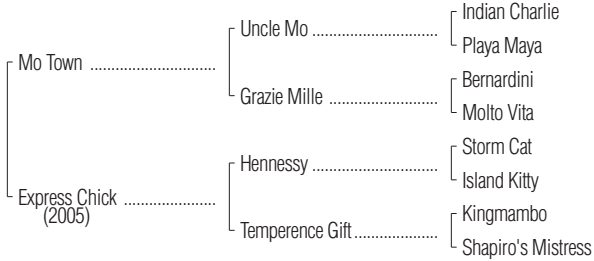 Indian Charlie
Uncle Mo ................................
Playa Maya
Mo Town ................................
Bernardini
Grazie Mille ............................
Molto Vita
Storm Cat
Hennessy ................................
Island Kitty
Express Chick .......................
(2005)
Kingmambo
Temperence Gift .....................
Shapiro's Mistress